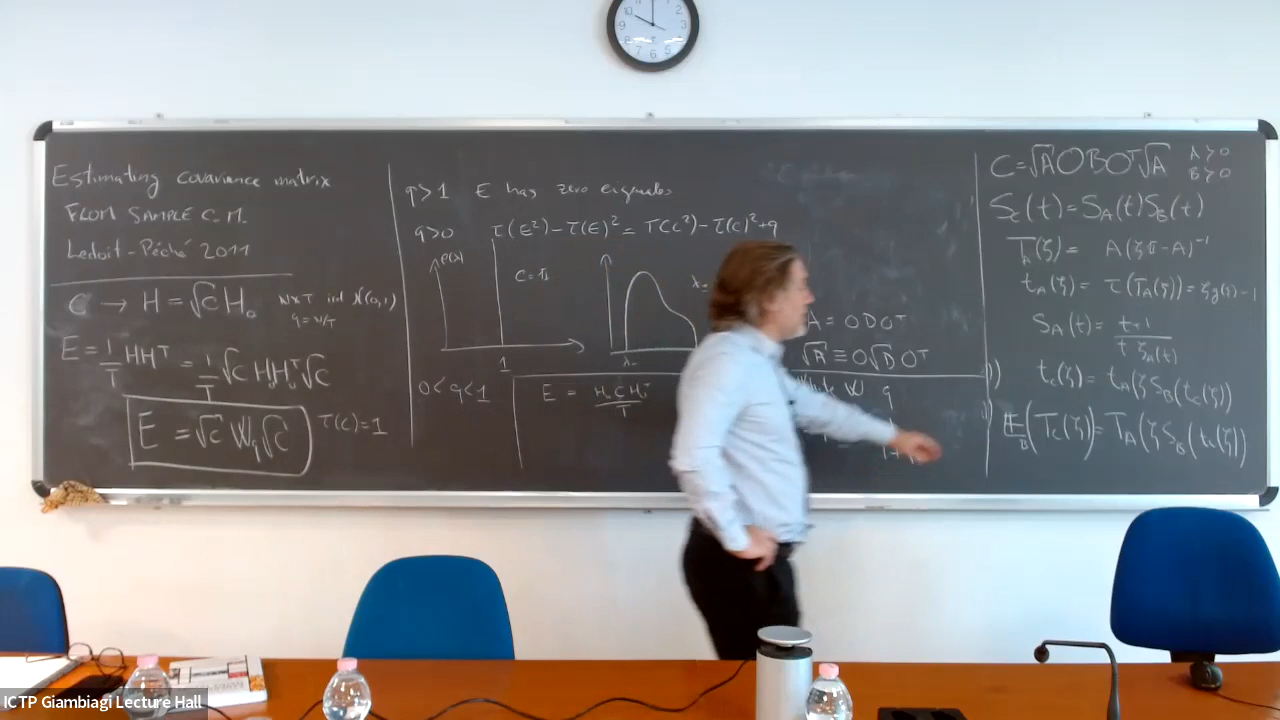 Estimating covariance matrix
FROM SAMPLE C.M.
Ledoit-Péché 2011
C → H = √C H₀ N×T iid N(0,1)
q = N/T
E = 1/T HHᵀ = 1/T √C H₀H₀ᵀ√C
E = √C W_q √C τ(C) = 1
q>1 E has zero eigenvalues
q>0 τ(E²) - τ(E)² = τ(C²) - τ(C)² + q
ρ(λ)
C = 1
1
0<q<1
E =
A = O D Oᵀ
√A ≡ O√D Oᵀ
W q
C = √A O B Oᵀ √A A>0
B>0
S_C(t) = S_A(t) S_B(t)
T_A(ζ) = A(ζ1 - A)⁻¹
t_A(ζ) = τ(T_A(ζ)) = ζg(ζ) - 1
S_A(t) = t+1 / t ζ_A(t)
t_C(ζ) = t_A(ζ S_B(t_C(ζ)))
E_B(T_C(ζ)) = T_A(ζ S_B(t_C(ζ)))
ICTP Giambiagi Lecture Hall